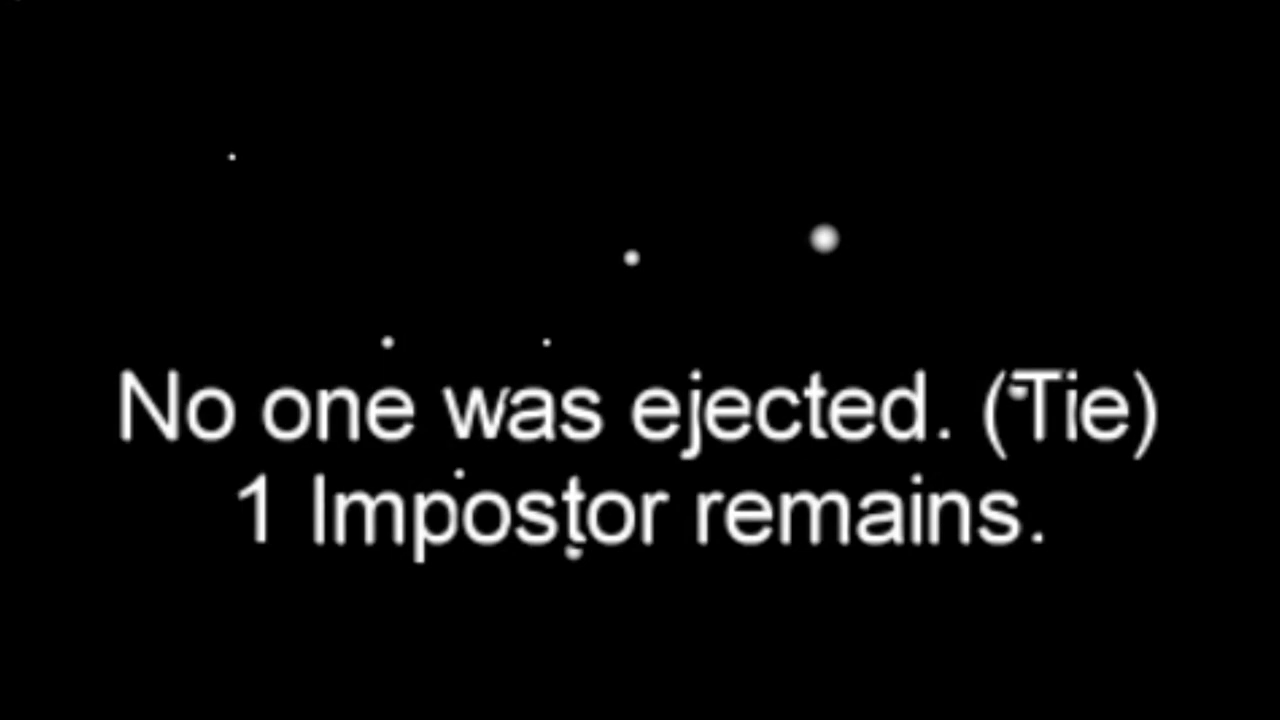 No one was ejected. (Tie)
1 Impostor remains.